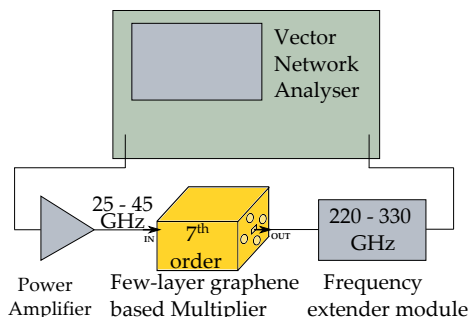 Vector
Network
Analyser
25 - 45
GHz
IN
7th
order
OUT
220 - 330
GHz
Power
Amplifier
Few-layer graphene
based Multiplier
Frequency
extender module